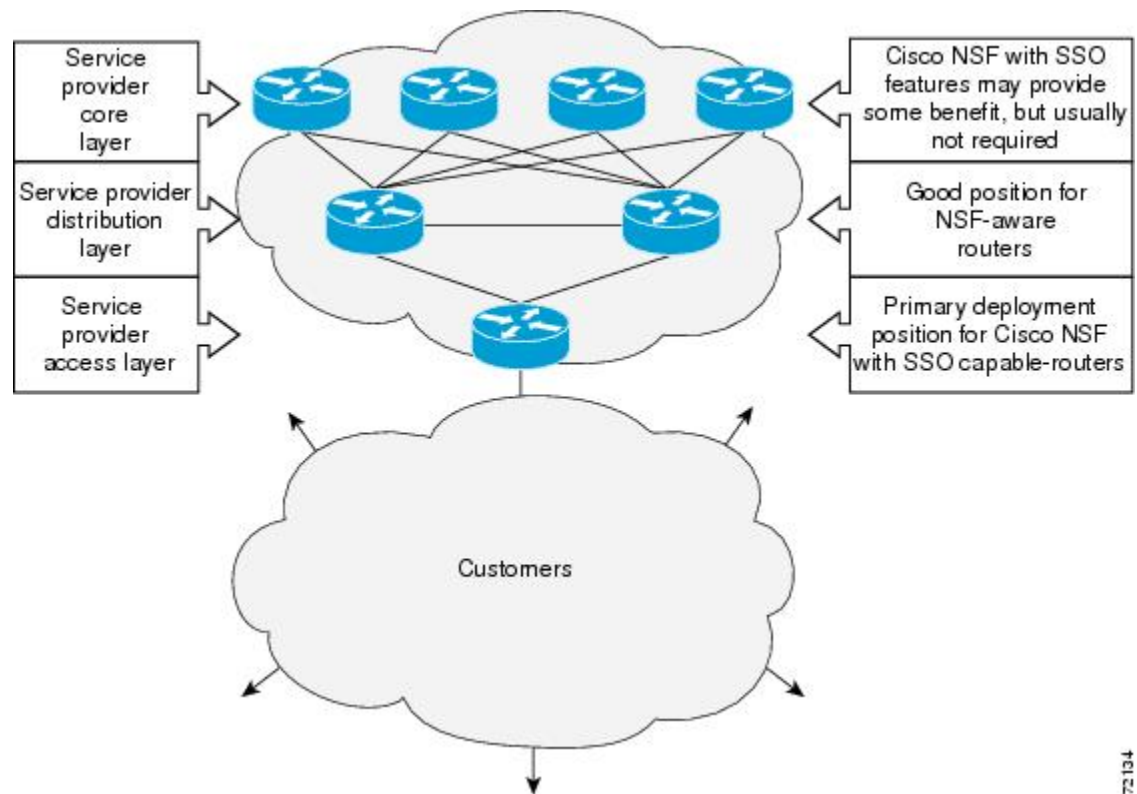 Service
provider
core
layer
Cisco NSF with SSO
features may provide
some benefit, but usually
not required
Service provider
distribution
layer
Good position for
NSF-aware
routers
Service
provider
access layer
Primary deployment
position for Cisco NSF
with SSO capable-routers
Customers
72134